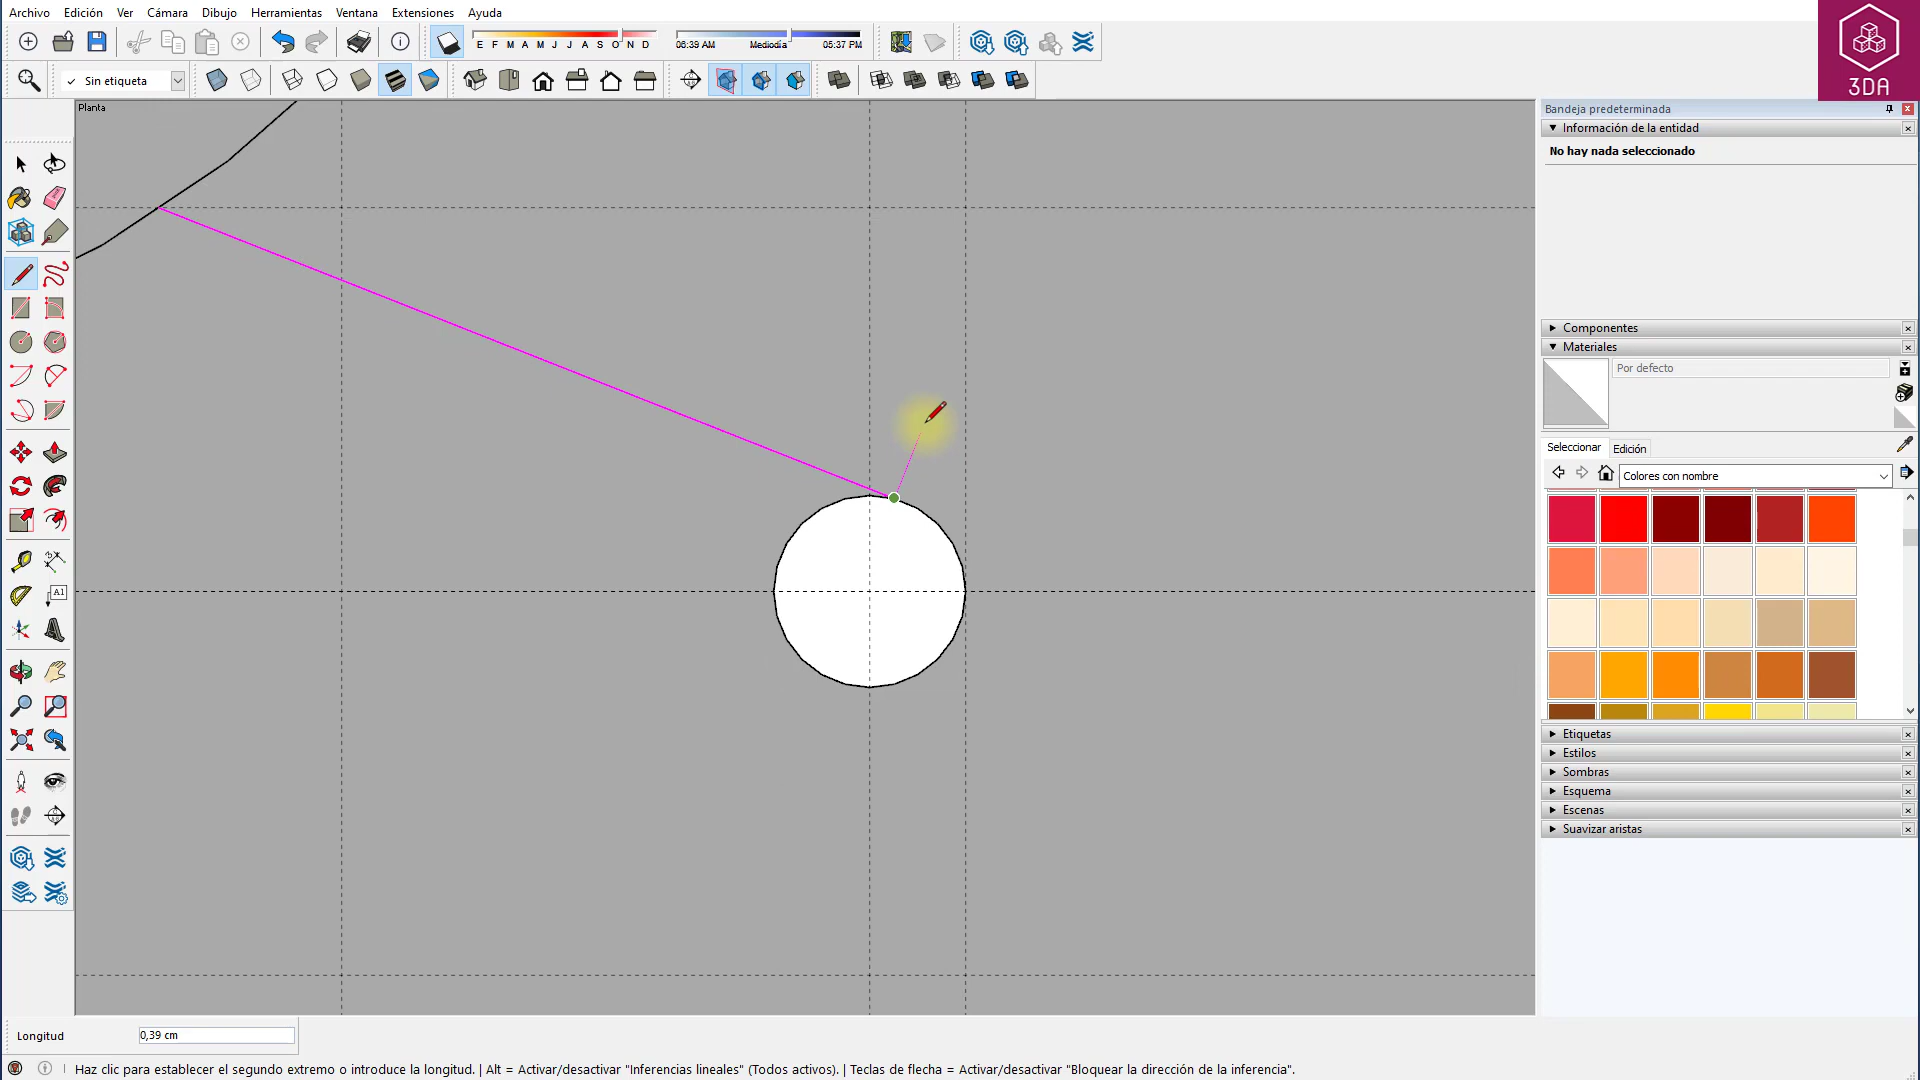 Archivo Edición Ver Cámara Dibujo Herramientas Ventana Extensiones Ayuda
E F M A M J J A S O N D
06:39 AM Mediodía 05:37 PM
3DA
Sin etiqueta
Planta
Bandeja predeterminada
Información de la entidad
No hay nada seleccionado
Componentes
Materiales
Por defecto
Seleccionar Edición
Colores con nombre
A1
Etiquetas
Estilos
Sombras
Esquema
Escenas
Suavizar aristas
Longitud 0,39 cm
Haz clic para establecer el segundo extremo o introduce la longitud. | Alt = Activar/desactivar "Inferencias lineales" (Todos activos). | Teclas de flecha = Activar/desactivar "Bloquear la dirección de la inferencia".